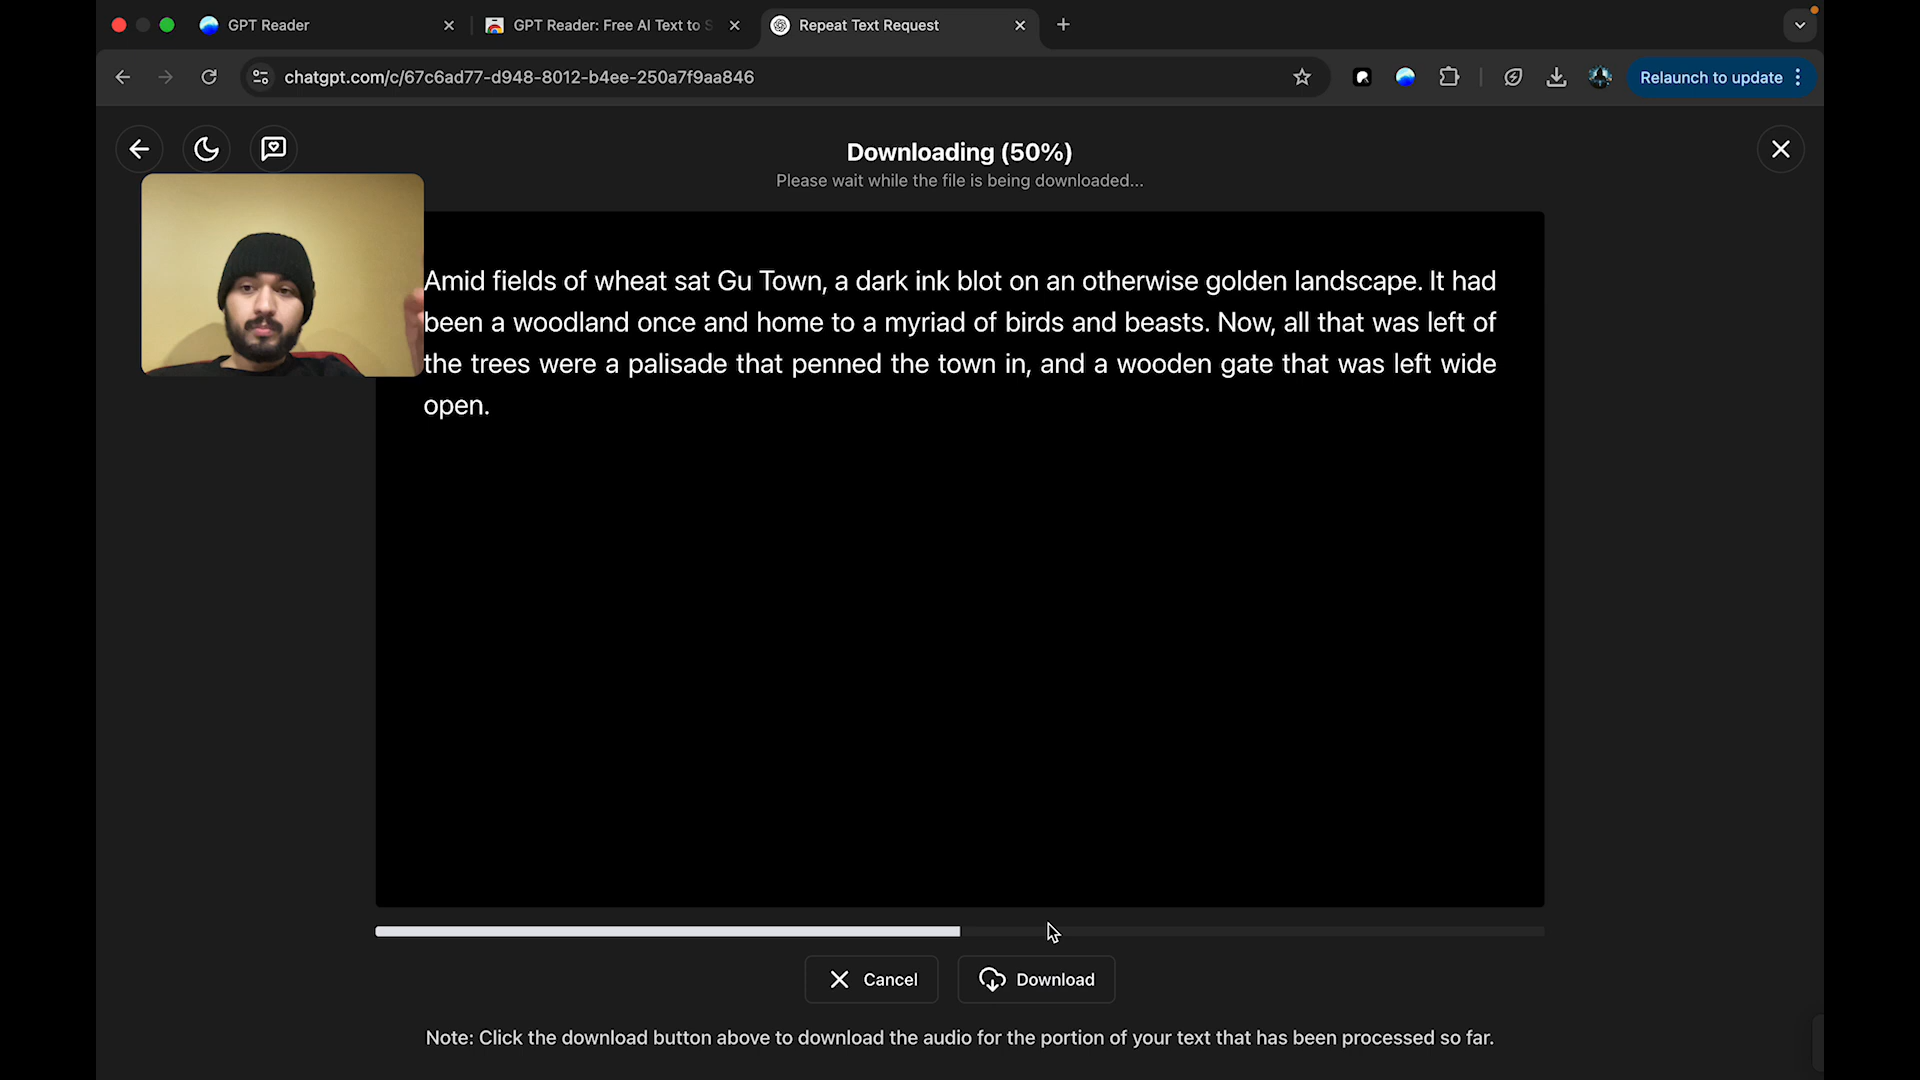 GPT Reader
GPT Reader: Free AI Text to S
Repeat Text Request
chatgpt.com/c/67c6ad77-d948-8012-b4ee-250a7f9aa846
Relaunch to update
Downloading (50%)
Please wait while the file is being downloaded...
Amid fields of wheat sat Gu Town, a dark ink blot on an otherwise golden landscape. It had
been a woodland once and home to a myriad of birds and beasts. Now, all that was left of
the trees were a palisade that penned the town in, and a wooden gate that was left wide
open.
Cancel
Download
Note: Click the download button above to download the audio for the portion of your text that has been processed so far.